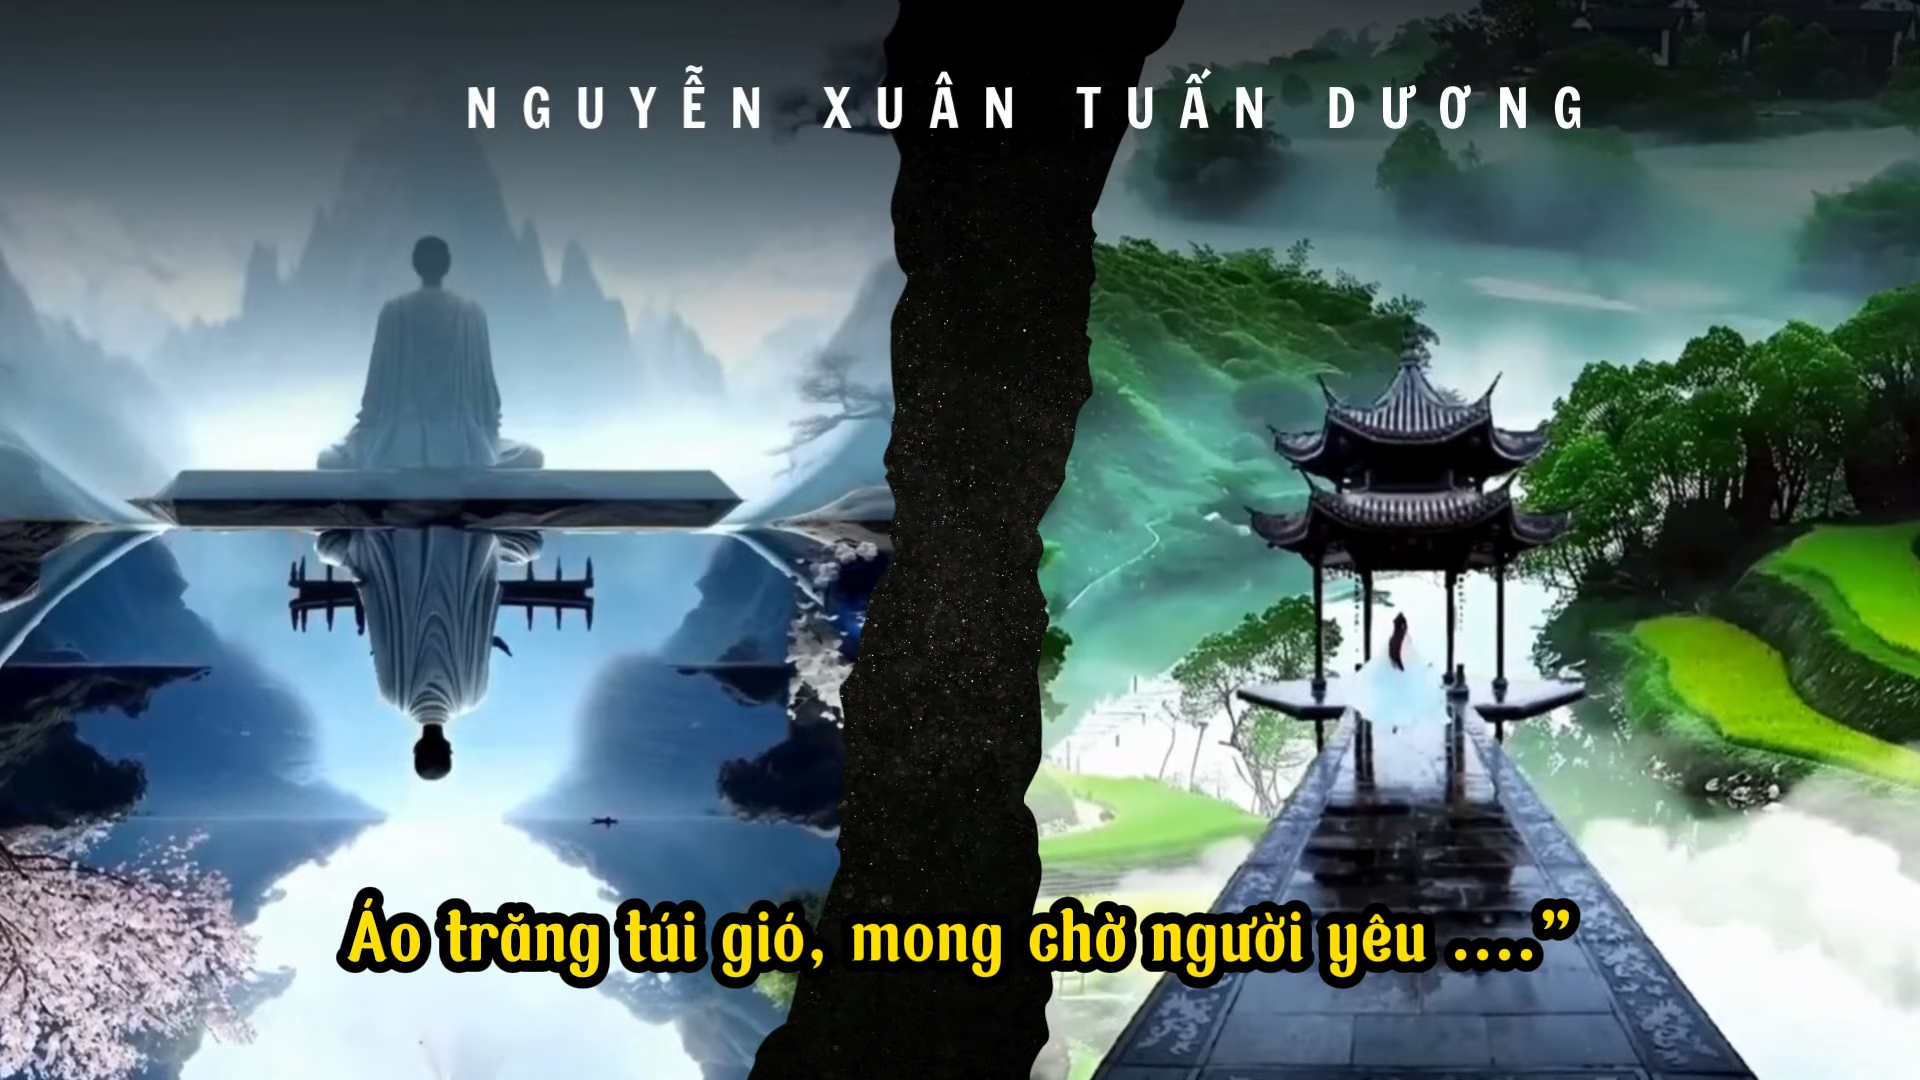 NGUYỄN XUÂN TUẤN DƯƠNG
Áo trăng túi gió, mong chờ người yêu ....”